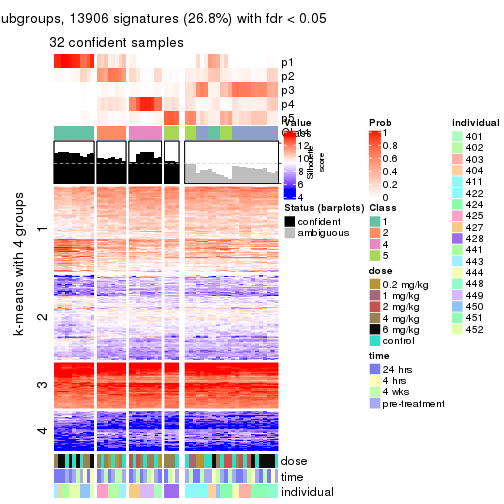 ubgroups, 13906 signatures (26.8%) with fdr < 0.05
32 confident samples
p1
p2
p3
p4
p5
Class
Silhouette
score
k-means with 4 groups
1
2
3
4
dose
time
individual
Value
14
12
10
8
6
4
Status (barplots)
confident
ambiguous
Prob
1
0.8
0.6
0.4
0.2
0
Class
1
2
4
5
dose
0.2 mg/kg
1 mg/kg
2 mg/kg
4 mg/kg
6 mg/kg
control
time
24 hrs
4 hrs
4 wks
pre-treatment
individual
401
402
403
404
411
422
424
425
427
428
441
443
444
447
448
449
450
451
452